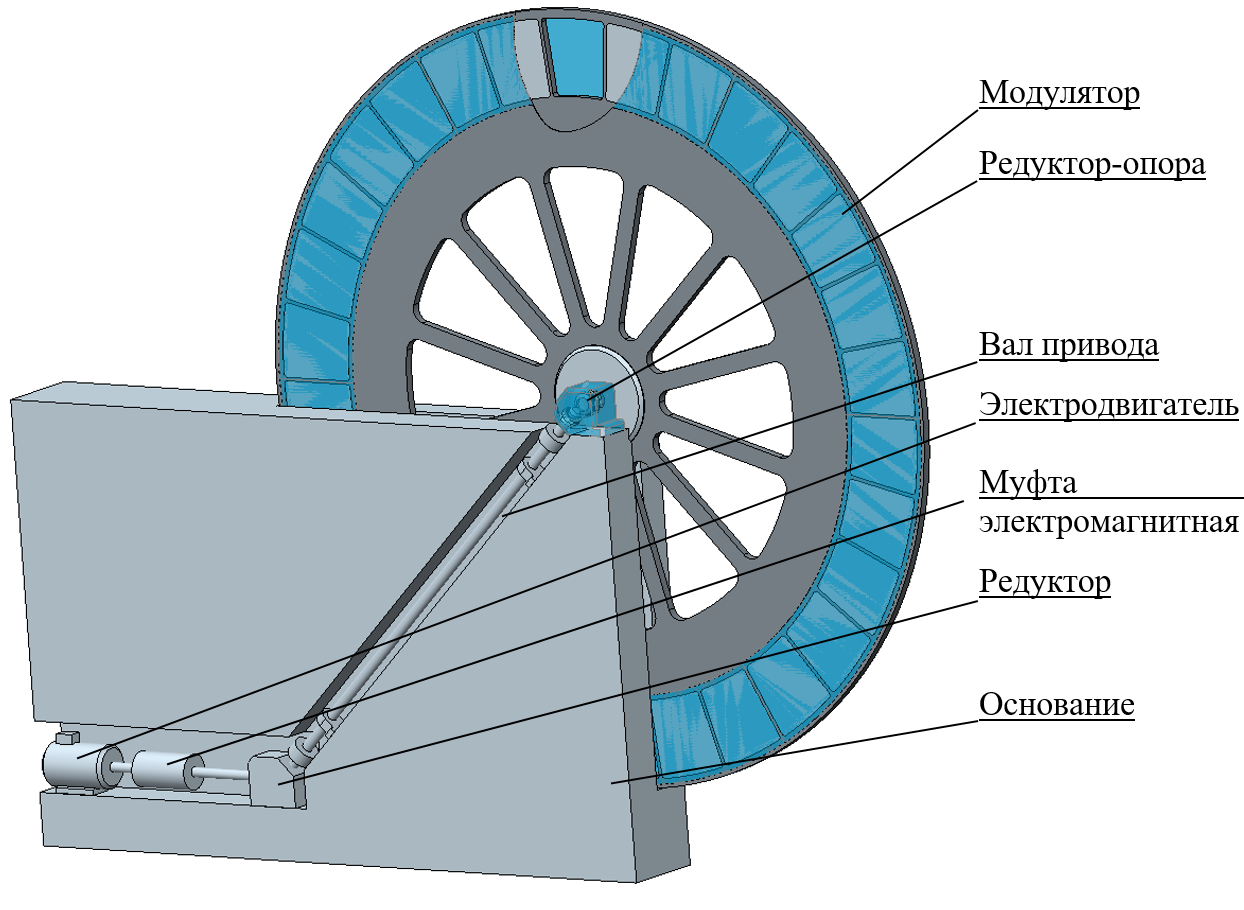 Модулятор
Редуктор-опора
Вал привода
Электродвигатель
Муфта
электромагнитная
Редуктор
Основание